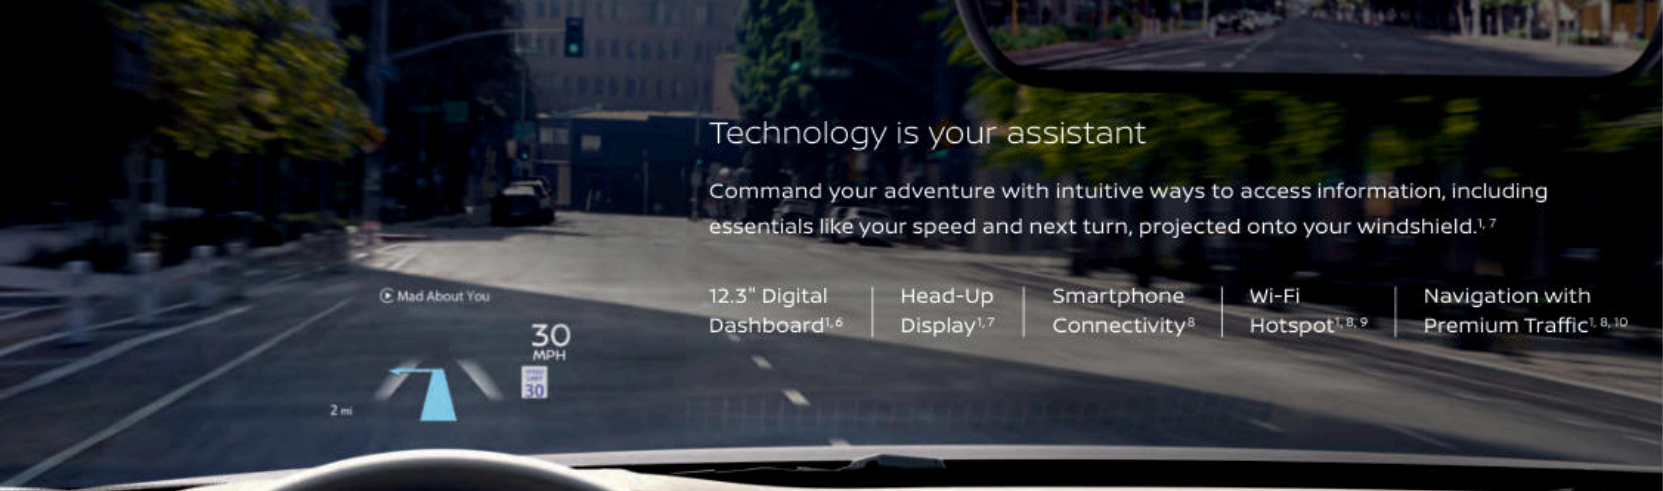 Technology is your assistant
Command your adventure with intuitive ways to access information, including
essentials like your speed and next turn, projected onto your windshield.1, 7
12.3" Digital
Dashboard1, 6
Head-Up
Display1, 7
Smartphone
Connectivity8
Wi-Fi
Hotspot1, 8, 9
Navigation with
Premium Traffic1, 8, 10
Mad About You
30
MPH
SPEED
LIMIT
30
2 mi